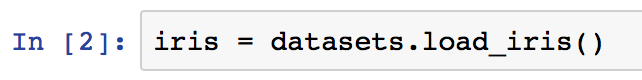 In [2]: iris = datasets.load_iris()